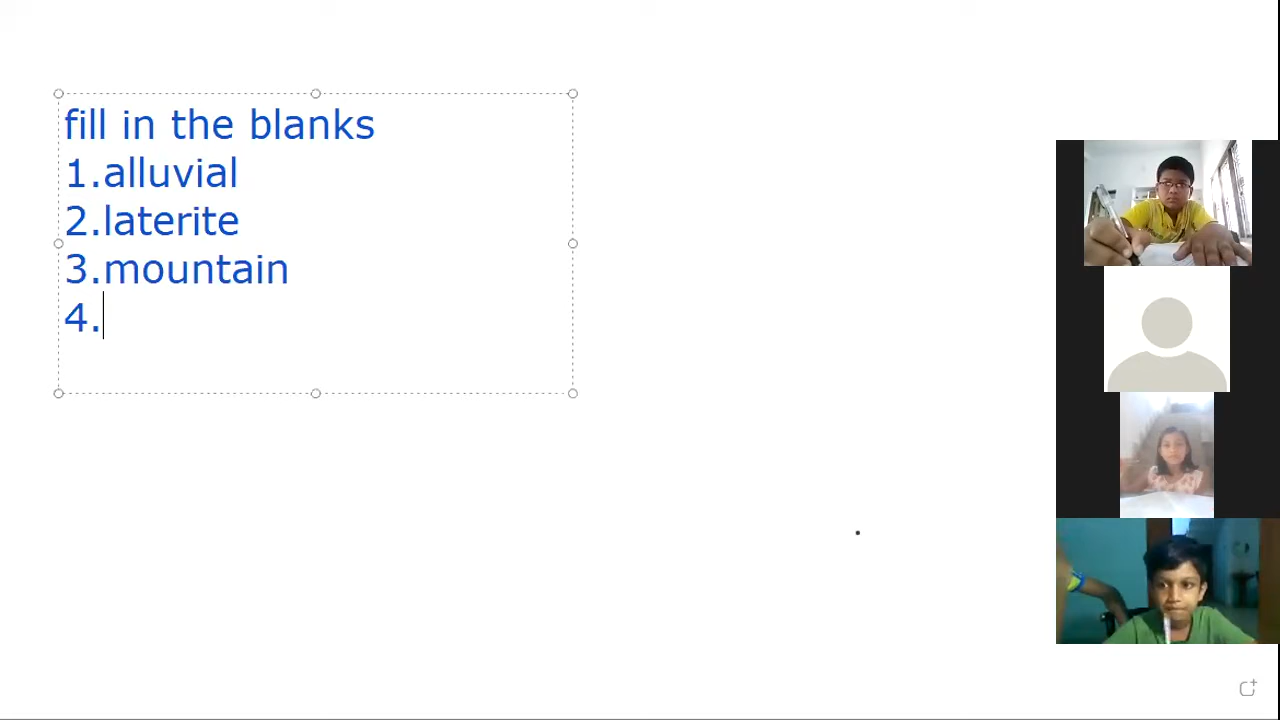 fill in the blanks
1.alluvial
2.laterite
3.mountain
4.